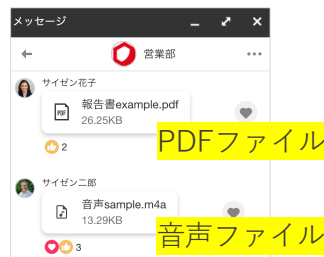 メッセージ
営業部
サイゼン花子
報告書example.pdf
26.25KB
PDFファイル
2
サイゼン二郎
音声sample.m4a
13.29KB
音声ファイル
3